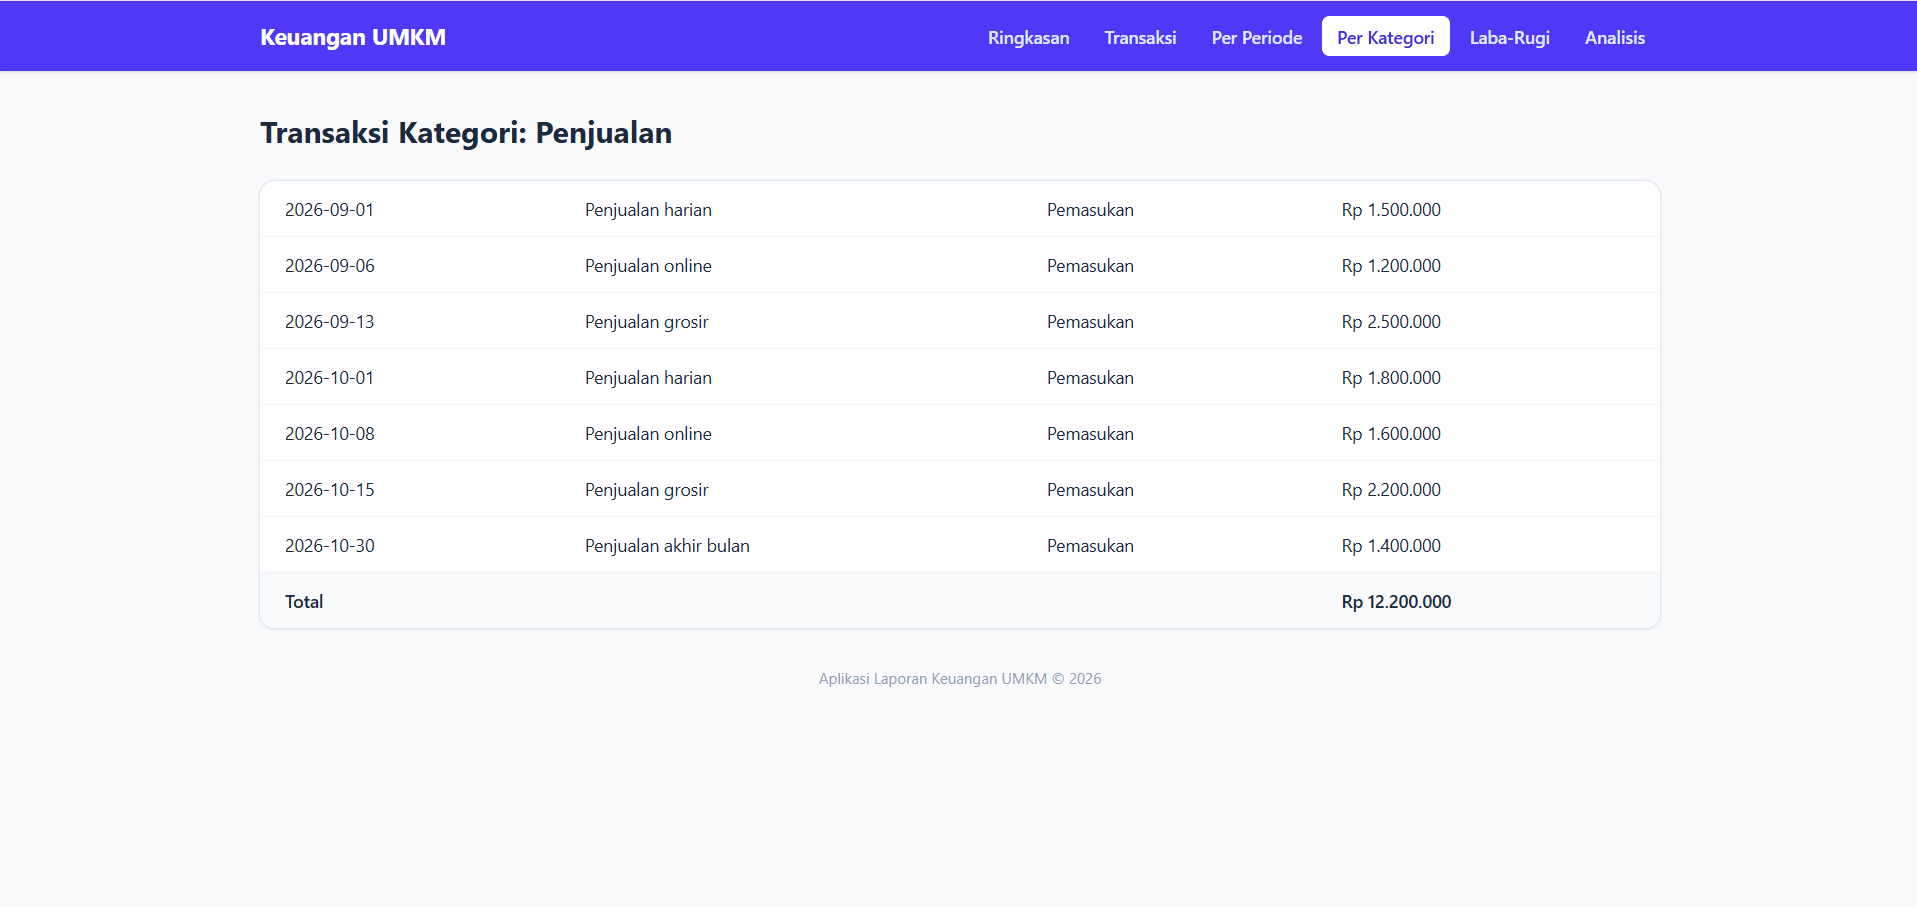 Keuangan UMKM Ringkasan Transaksi Per Periode Per Kategori Laba-Rugi Analisis
Transaksi Kategori: Penjualan
2026-09-01 Penjualan harian Pemasukan Rp 1.500.000
2026-09-06 Penjualan online Pemasukan Rp 1.200.000
2026-09-13 Penjualan grosir Pemasukan Rp 2.500.000
2026-10-01 Penjualan harian Pemasukan Rp 1.800.000
2026-10-08 Penjualan online Pemasukan Rp 1.600.000
2026-10-15 Penjualan grosir Pemasukan Rp 2.200.000
2026-10-30 Penjualan akhir bulan Pemasukan Rp 1.400.000
Total Rp 12.200.000
Aplikasi Laporan Keuangan UMKM © 2026